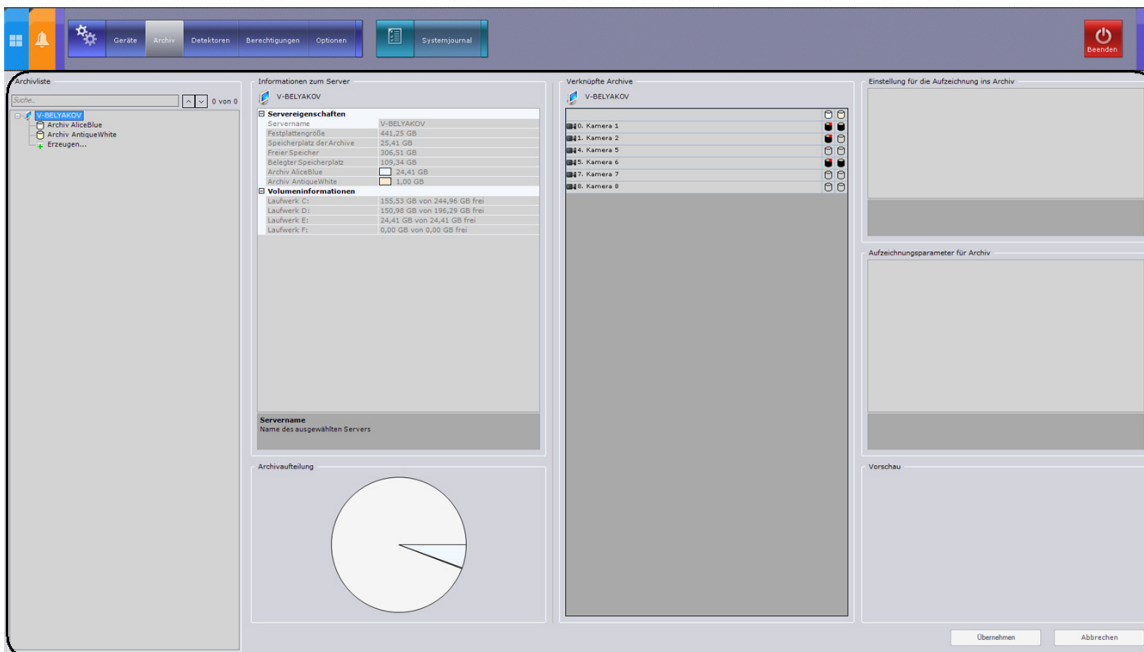 Geräte Archiv Detektoren Berechtigungen Optionen Systemjournal Beenden
Archivliste
Suche... 0 von 0
V-BELYAKOV
Archiv AliceBlue
Archiv AntiqueWhite
Erzeugen...
Informationen zum Server
V-BELYAKOV
Servereigenschaften
Servername V-BELYAKOV
Festplattengröße 441,25 GB
Speicherplatz der Archive 25,41 GB
Freier Speicher 306,51 GB
Belegter Speicherplatz 109,34 GB
Archiv AliceBlue 24,41 GB
Archiv AntiqueWhite 1,00 GB
Volumeninformationen
Laufwerk C: 155,53 GB von 244,96 GB frei
Laufwerk D: 150,98 GB von 196,29 GB frei
Laufwerk E: 24,41 GB von 24,41 GB frei
Laufwerk F: 0,00 GB von 0,00 GB frei
Servername
Name des ausgewählten Servers
Archivaufteilung
Verknüpfte Archive
V-BELYAKOV
0. Kamera 1
1. Kamera 2
4. Kamera 5
5. Kamera 6
7. Kamera 7
8. Kamera 8
Einstellung für die Aufzeichnung ins Archiv
Aufzeichnungsparameter für Archiv
Vorschau
Übernehmen Abbrechen